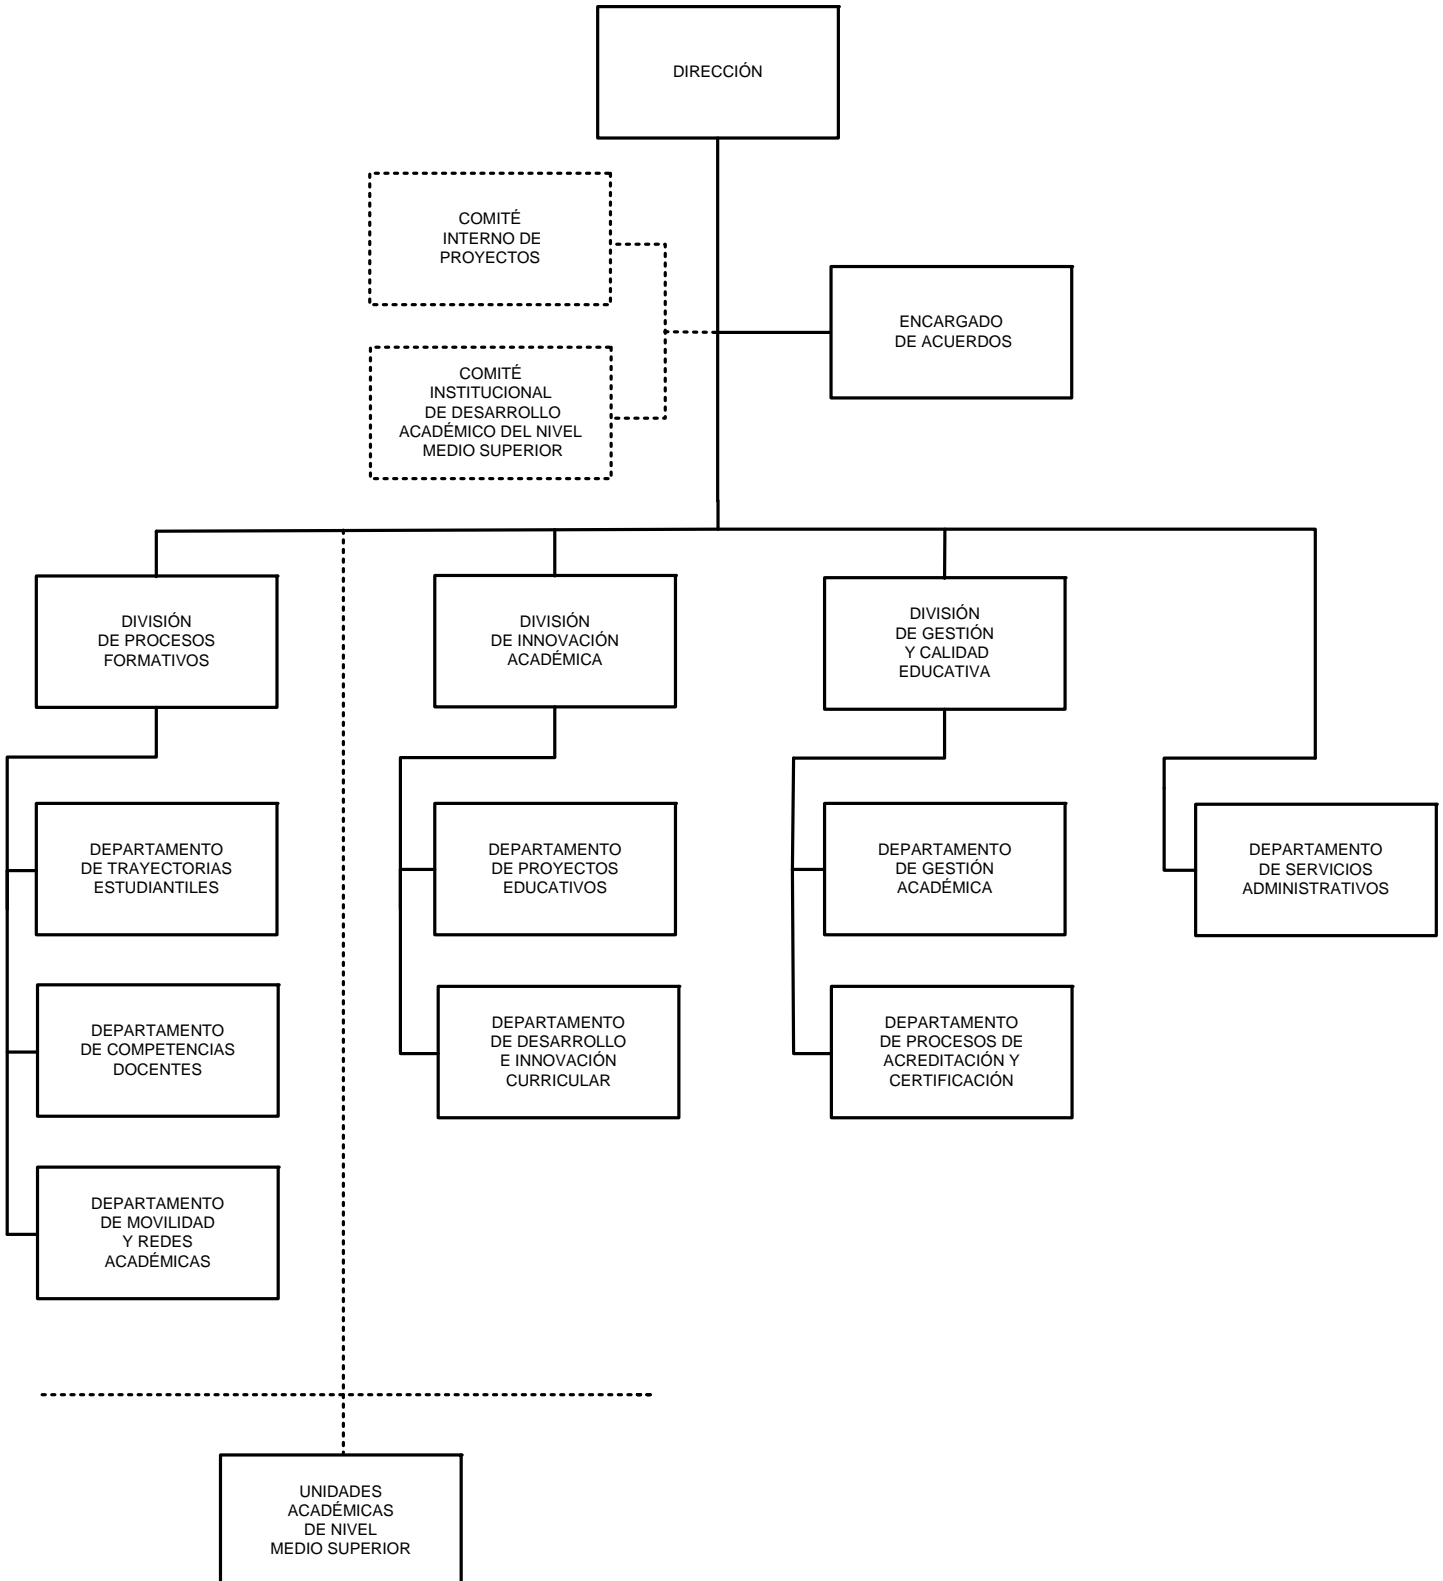 DIRECCIÓN
COMITÉ
INTERNO DE
PROYECTOS
ENCARGADO
DE ACUERDOS
COMITÉ
INSTITUCIONAL
DE DESARROLLO
ACADÉMICO DEL NIVEL
MEDIO SUPERIOR
DIVISIÓN
DE PROCESOS
FORMATIVOS
DIVISIÓN
DE INNOVACIÓN
ACADÉMICA
DIVISIÓN
DE GESTIÓN
Y CALIDAD
EDUCATIVA
DEPARTAMENTO
DE TRAYECTORIAS
ESTUDIANTILES
DEPARTAMENTO
DE PROYECTOS
EDUCATIVOS
DEPARTAMENTO
DE GESTIÓN
ACADÉMICA
DEPARTAMENTO
DE SERVICIOS
ADMINISTRATIVOS
DEPARTAMENTO
DE COMPETENCIAS
DOCENTES
DEPARTAMENTO
DE DESARROLLO
E INNOVACIÓN
CURRICULAR
DEPARTAMENTO
DE PROCESOS DE
ACREDITACIÓN Y
CERTIFICACIÓN
DEPARTAMENTO
DE MOVILIDAD
Y REDES
ACADÉMICAS
UNIDADES
ACADÉMICAS
DE NIVEL
MEDIO SUPERIOR